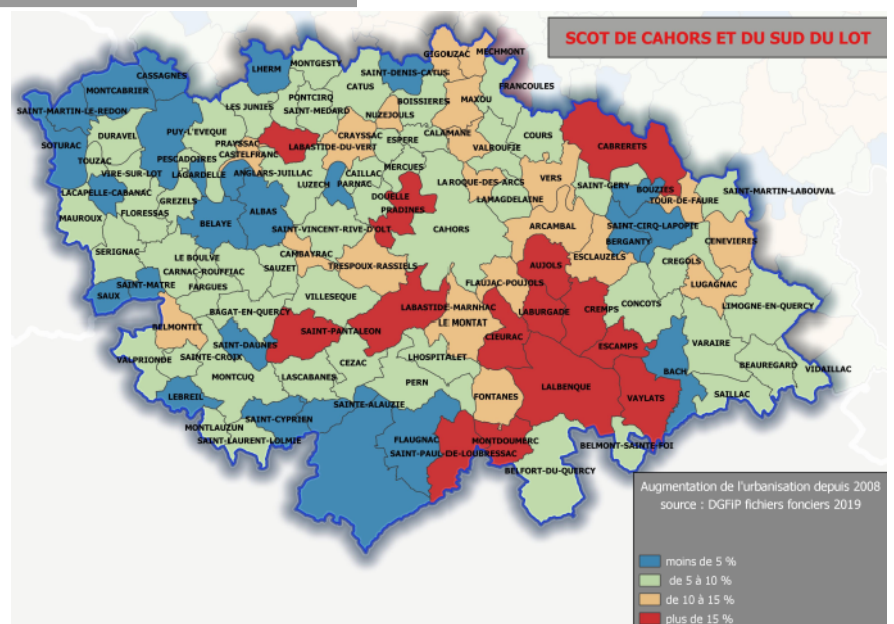 SCOT DE CAHORS ET DU SUD DU LOT
GIGOUZAC
MECHMONT
LHERM
MONTGESTY
CASSAGNES
SAINT-DENIS-CATUS
MONTCABRIER
CATUS
FRANCOULES
PONTCIRQ
BOISSIERES
MAXOU
SAINT-MARTIN-LE-REDON
LES JUNIES
SAINT-MEDARD
NUZEJOULS
DURAVEL
PUY-L'EVEQUE
CRAYSSAC
CALAMANE
COURS
CABRERETS
SOTURAC
PRAYSSAC
LABASTIDE-DU-VERT
ESPERE
VALROUFIE
CASTELFRANC
TOUZAC
PESCADOIRES
MERCUES
VIRE-SUR-LOT
LAGARDELLE
ANGLARS-JUILLAC
CAILLAC
VERS
LACAPELLE-CABANAC
LUZECH
PARNAC
LA ROQUE-DES-ARCS
SAINT-GERY
BOUZIES
SAINT-MARTIN-LABOUVAL
GREZELS
DOUELLE
LAMAGDELAINE
TOUR-DE-FAURE
MAUROUX
FLORESSAS
ALBAS
PRADINES
BELAYE
SAINT-VINCENT-RIVE-D'OLT
CAHORS
ARCAMBAL
SAINT-CIRQ-LAPOPIE
SERIGNAC
BERGANTY
CENEVIERES
LE BOULVE
CAMBAYRAC
ESCLAUZELS
CREGOLS
CARNAC-ROUFFIAC
SAUZET
TRESPOUX-RASSIELS
AUJOLS
SAINT-MATRE
FARGUES
FLAUJAC-POUJOLS
LUGAGNAC
SAUX
VILLESEQUE
CONCOTS
LIMOGNE-EN-QUERCY
BAGAT-EN-QUERCY
LABASTIDE-MARNHAC
LABURGADE
CREMPS
BELMONTET
SAINT-PANTALEON
LE MONTAT
CIEURAC
SAINT-DAUNES
ESCAMPS
VARAIRE
VALPRIONDE
SAINTE-CROIX
LHOSPITALET
CEZAC
BEAUREGARD
VIDAILLAC
MONTCUQ
LASCABANES
PERN
BACH
LALBENQUE
LEBREIL
FONTANES
VAYLATS
SAILLAC
SAINTE-ALAUZIE
SAINT-CYPRIEN
MONTLAUZUN
SAINT-LAURENT-LOLMIE
FLAUGNAC
MONTDOUMERC
BELMONT-SAINTE-FOI
SAINT-PAUL-DE-LOUBRESSAC
BELFORT-DU-QUERCY
Augmentation de l'urbanisation depuis 2008
source : DGFiP fichiers fonciers 2019
moins de 5 %
de 5 à 10 %
de 10 à 15 %
plus de 15 %